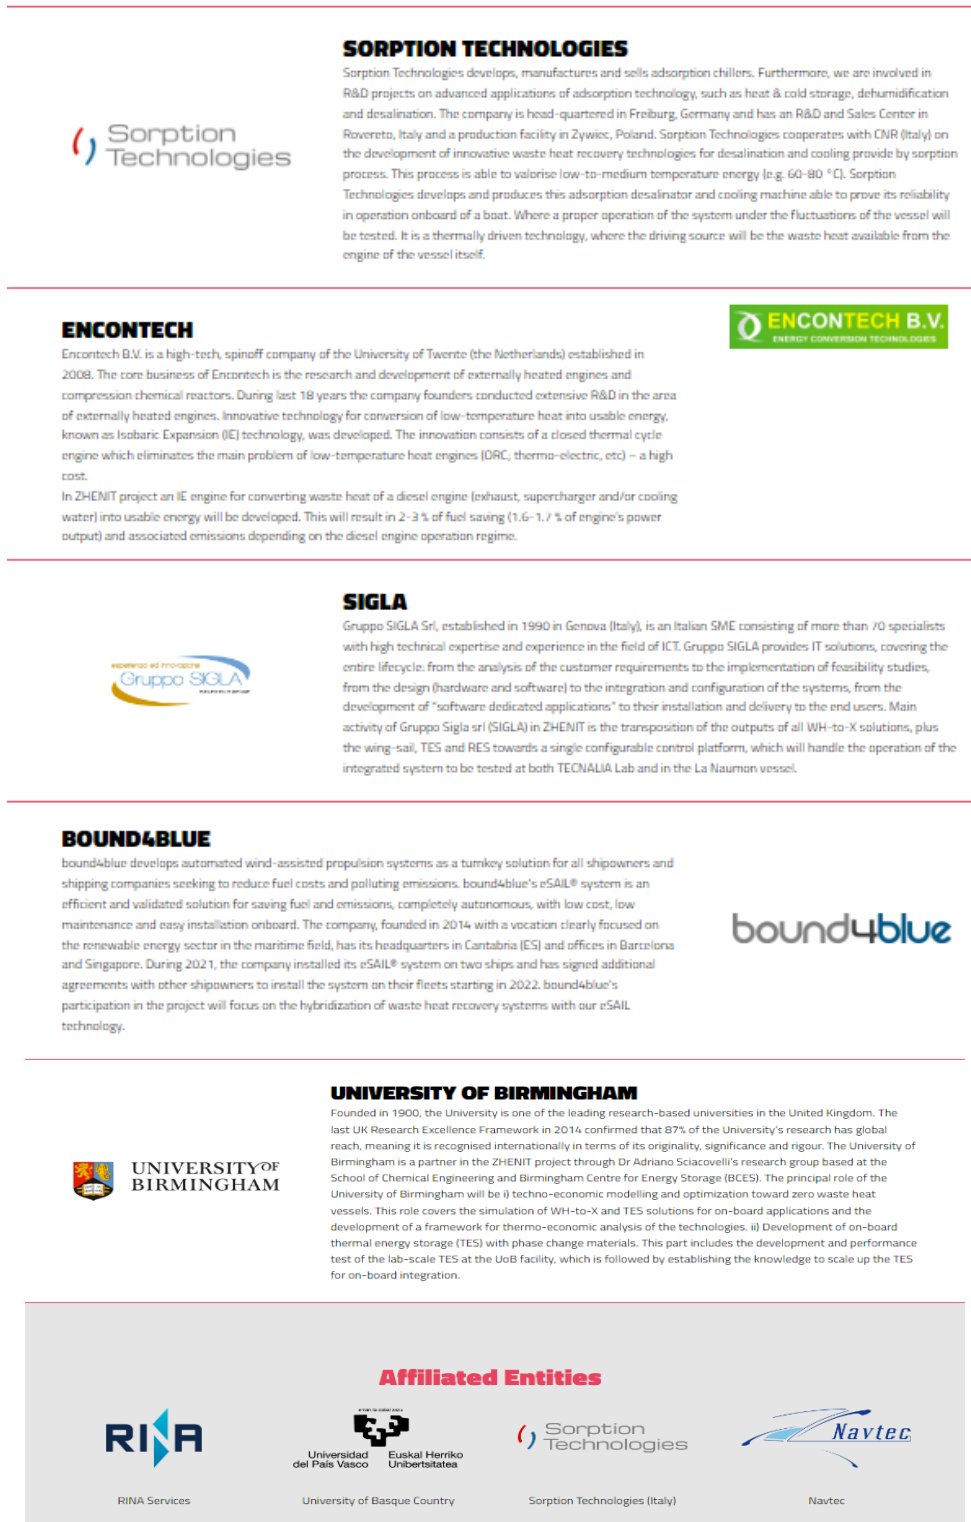 SORPTION TECHNOLOGIES
Sorption Technologies develops, manufactures and sells adsorption chillers. Furthermore, we are involved in
R&D projects on advanced applications of adsorption technology, such as heat & cold storage, dehumidification
and desalination. The company is head-quartered in Freiburg, Germany and has an R&D and Sales Center in
Rovereto, Italy and a production facility in Zywiec, Poland. Sorption Technologies cooperates with CNR (Italy) on
the development of innovative waste heat recovery technologies for desalination and cooling provide by sorption
process. This process is able to valorise low-to-medium temperature energy (e.g. 60-80 °C). Sorption
Technologies develops and produces this adsorption desalinator and cooling machine able to prove its reliability
in operation onboard of a boat. Where a proper operation of the system under the fluctuations of the vessel will
be tested. It is a thermally driven technology, where the driving source will be the waste heat available from the
engine of the vessel itself.
Sorption
Technologies
ENCONTECH
Encontech B.V. is a high-tech, spinoff company of the University of Twente (the Netherlands) established in
2008. The core business of Encontech is the research and development of externally heated engines and
compression chemical reactors. During last 18 years the company founders conducted extensive R&D in the area
of externally heated engines. Innovative technology for conversion of low-temperature heat into usable energy,
known as Isobaric Expansion (IE) technology, was developed. The innovation consists of a closed thermal cycle
engine which eliminates the main problem of low-temperature heat engines (ORC, thermo-electric, etc) – a high
cost.
In ZHENIT project an IE engine for converting waste heat of a diesel engine (exhaust, supercharger and/or cooling
water) into usable energy will be developed. This will result in 2-3 % of fuel saving (1.6-1.7 % of engine's power
output) and associated emissions depending on the diesel engine operation regime.
ENCONTECH B.V.
ENERGY CONVERSION TECHNOLOGIES
SIGLA
Gruppo SIGLA Srl, established in 1990 in Genova (Italy), is an Italian SME consisting of more than 70 specialists
with high technical expertise and experience in the field of ICT. Gruppo SIGLA provides IT solutions, covering the
entire lifecycle: from the analysis of the customer requirements to the implementation of feasibility studies,
from the design (hardware and software) to the integration and configuration of the systems, from the
development of "software dedicated applications" to their installation and delivery to the end users. Main
activity of Gruppo Sigla srl (SIGLA) in ZHENIT is the transposition of the outputs of all WH-to-X solutions, plus
the wing-sail, TES and RES towards a single configurable control platform, which will handle the operation of the
integrated system to be tested at both TECNALIA Lab and in the La Naumon vessel.
esperienza ed innovazione
Gruppo SIGLA
BOUND4BLUE
bound4blue develops automated wind-assisted propulsion systems as a turnkey solution for all shipowners and
shipping companies seeking to reduce fuel costs and polluting emissions. bound4blue's eSAIL® system is an
efficient and validated solution for saving fuel and emissions, completely autonomous, with low cost, low
maintenance and easy installation onboard. The company, founded in 2014 with a vocation clearly focused on
the renewable energy sector in the maritime field, has its headquarters in Cantabria (ES) and offices in Barcelona
and Singapore. During 2021, the company installed its eSAIL® system on two ships and has signed additional
agreements with other shipowners to install the system on their fleets starting in 2022. bound4blue's
participation in the project will focus on the hybridization of waste heat recovery systems with our eSAIL
technology.
bound4blue
UNIVERSITY OF BIRMINGHAM
Founded in 1900, the University is one of the leading research-based universities in the United Kingdom. The
last UK Research Excellence Framework in 2014 confirmed that 87% of the University's research has global
reach, meaning it is recognised internationally in terms of its originality, significance and rigour. The University of
Birmingham is a partner in the ZHENIT project through Dr Adriano Sciacovelli's research group based at the
School of Chemical Engineering and Birmingham Centre for Energy Storage (BCES). The principal role of the
University of Birmingham will be i) techno-economic modelling and optimization toward zero waste heat
vessels. This role covers the simulation of WH-to-X and TES solutions for on-board applications and the
development of a framework for thermo-economic analysis of the technologies. ii) Development of on-board
thermal energy storage (TES) with phase change materials. This part includes the development and performance
test of the lab-scale TES at the UoB facility, which is followed by establishing the knowledge to scale up the TES
for on-board integration.
UNIVERSITY OF
BIRMINGHAM
Affiliated Entities
RINA
Universidad del País Vasco
Euskal Herriko Unibertsitatea
Sorption
Technologies
Navtec
RINA Services
University of Basque Country
Sorption Technologies (Italy)
Navtec